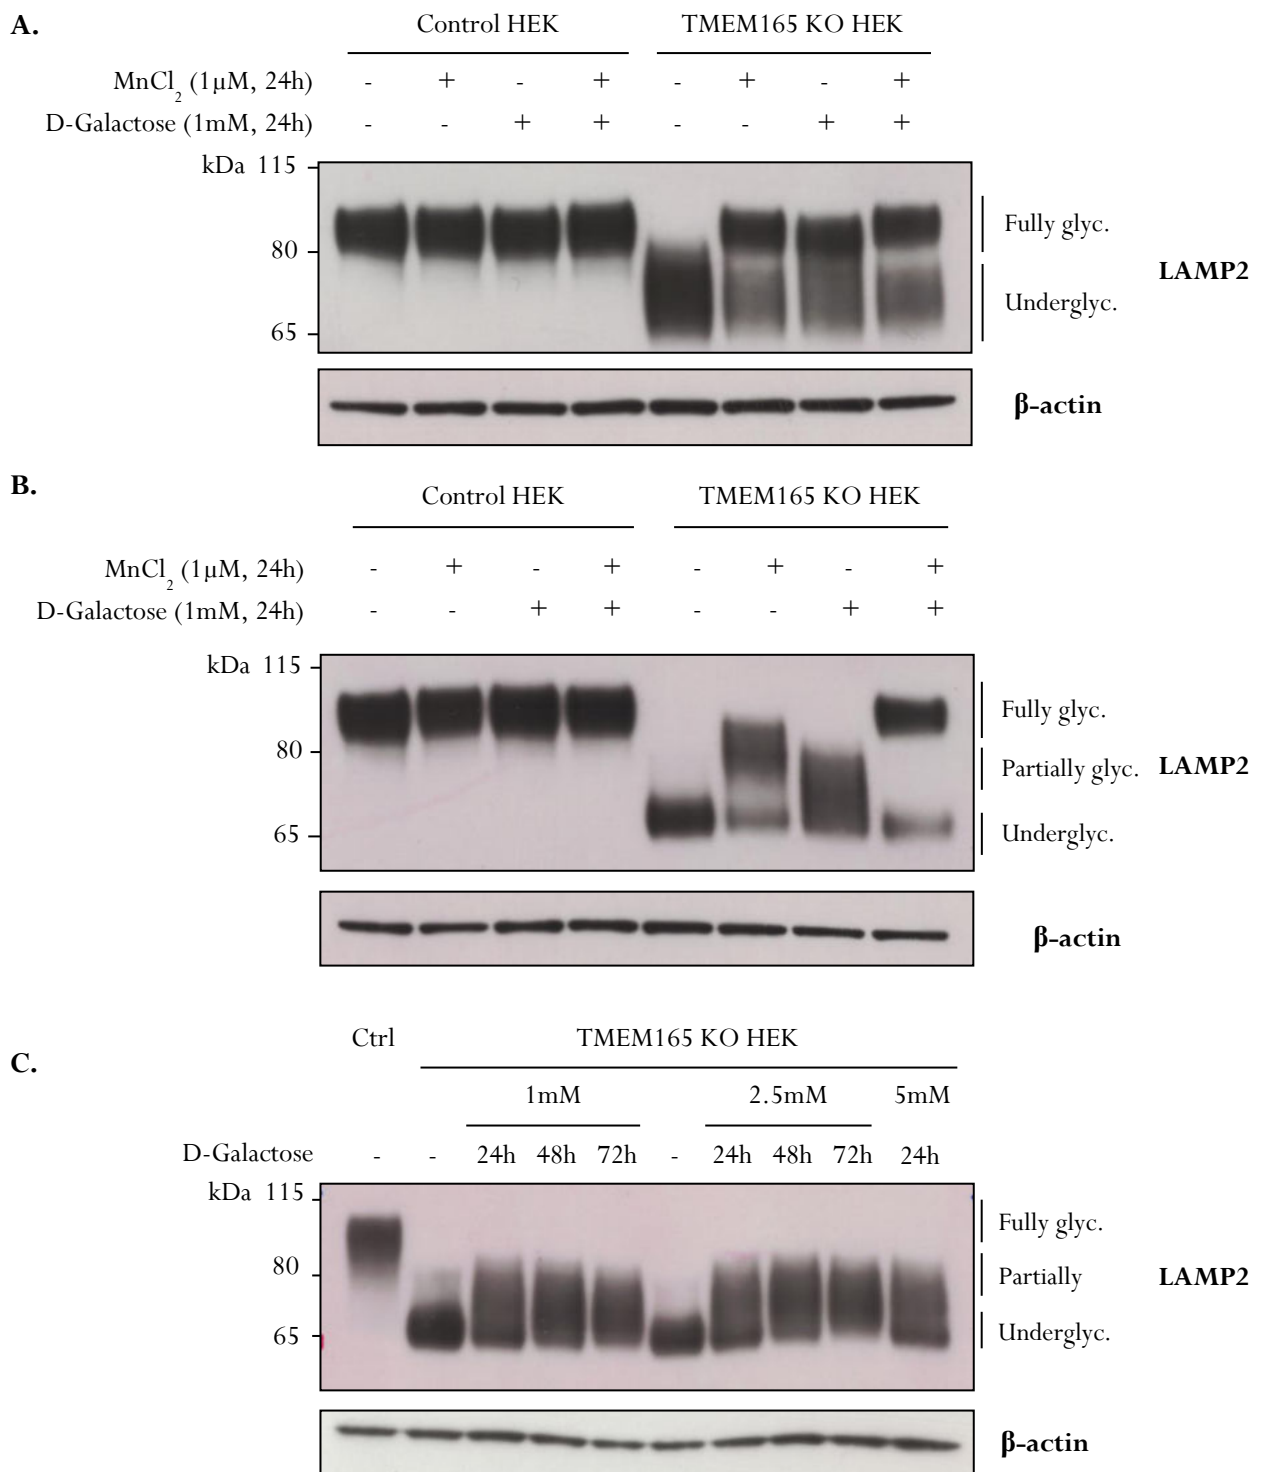 A.
Control HEK TMEM165 KO HEK
MnCl2 (1µM, 24h) - + - + - + - +
D-Galactose (1mM, 24h) - - + + - - + +
kDa 115
80
65
Fully glyc.
Underglyc.
LAMP2
β-actin
B.
Control HEK TMEM165 KO HEK
MnCl2 (1µM, 24h) - + - + - + - +
D-Galactose (1mM, 24h) - - + + - - + +
kDa 115
80
65
Fully glyc.
Partially glyc.
Underglyc.
LAMP2
β-actin
C.
Ctrl TMEM165 KO HEK
1mM 2.5mM 5mM
D-Galactose - - 24h 48h 72h - 24h 48h 72h 24h
kDa 115
80
65
Fully glyc.
Partially
Underglyc.
LAMP2
β-actin